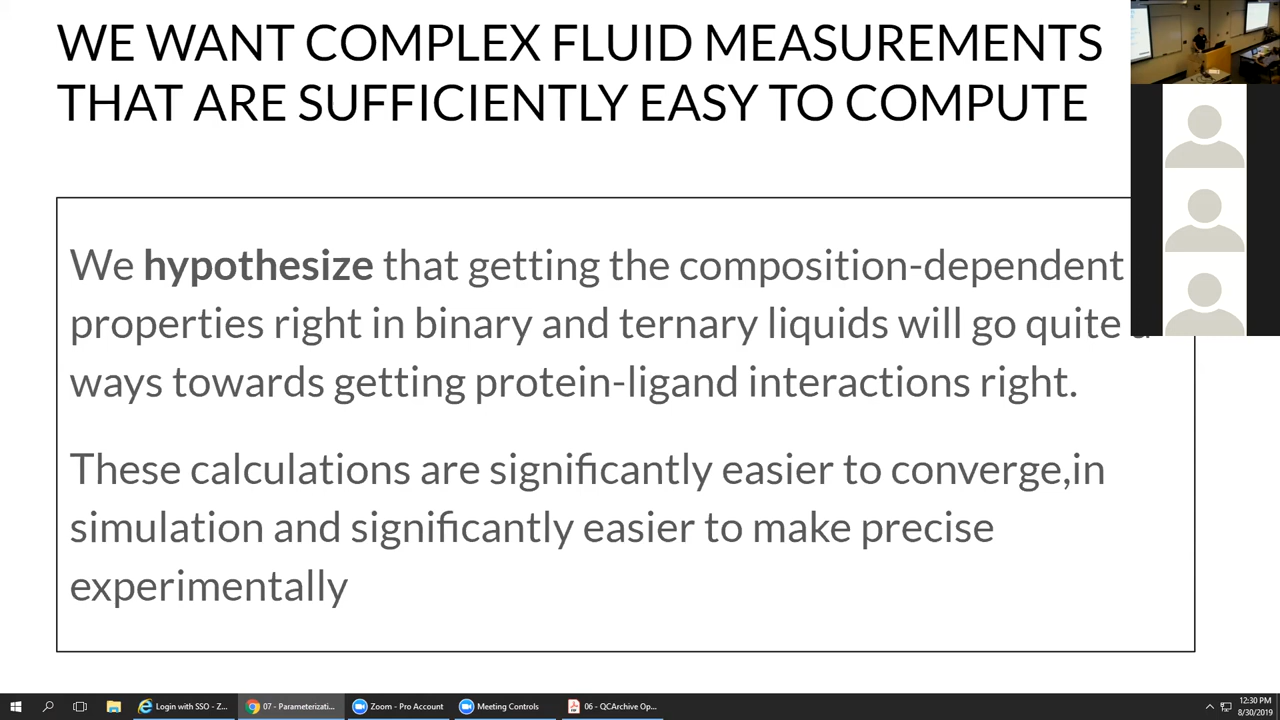 WE WANT COMPLEX FLUID MEASUREMENTS
THAT ARE SUFFICIENTLY EASY TO COMPUTE
We hypothesize that getting the composition-dependent
properties right in binary and ternary liquids will go quite
ways towards getting protein-ligand interactions right.
These calculations are significantly easier to converge,in
simulation and significantly easier to make precise
experimentally
Login with SSO - Z...
07 - Parameterizati...
Zoom - Pro Account
Meeting Controls
06 - QCArchive Op...
12:30 PM
8/30/2019